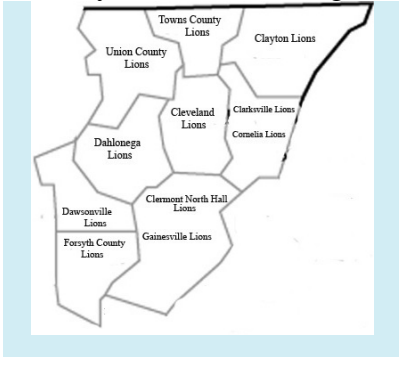 Towns County
Lions
Clayton Lions
Union County
Lions
Cleveland
Lions
Clarksville Lions
Cornelia Lions
Dahlonega
Lions
Clermont North Hall
Lions
Dawsonville
Lions
Gainesville Lions
Forsyth County
Lions